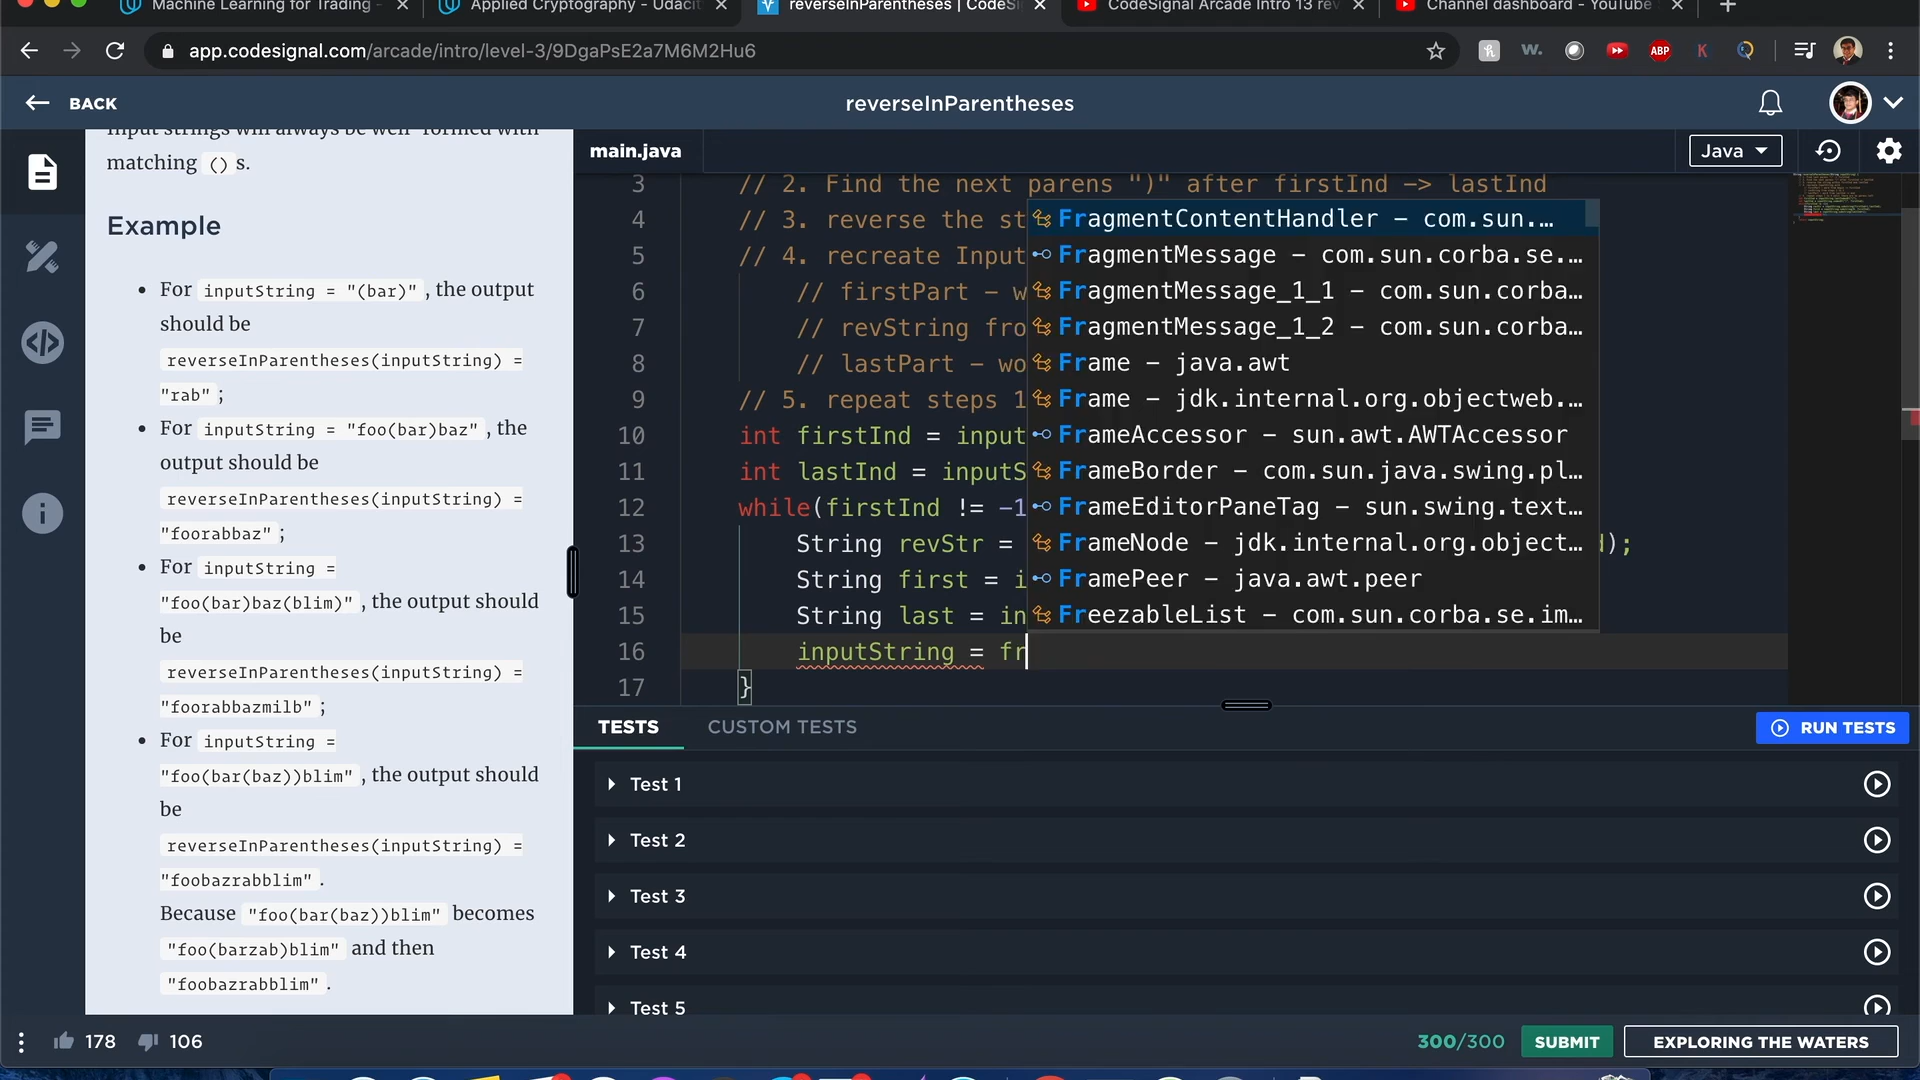 Machine Learning for Trading -
Applied Cryptography - Udacit
reverseInParentheses | CodeSi
CodeSignal Arcade Intro 13 rev
Channel dashboard - YouTube
app.codesignal.com/arcade/intro/level-3/9DgaPsE2a7M6M2Hu6
ABP
BACK
reverseInParentheses
Input strings will always be well-formed with
matching ()s.
Example
For inputString = "(bar)", the output
should be
reverseInParentheses(inputString) =
"rab";
For inputString = "foo(bar)baz", the
output should be
reverseInParentheses(inputString) =
"foorabbaz";
For inputString =
"foo(bar)baz(blim)", the output should
be
reverseInParentheses(inputString) =
"foorabbazmilb";
For inputString =
"foo(bar(baz))blim", the output should
be
reverseInParentheses(inputString) =
"foobazrabblim".
Because "foo(bar(baz))blim" becomes
"foo(barzab)blim" and then
"foobazrabblim".
178 106
main.java
Java
3 // 2. Find the next parens ")" after firstInd -> lastInd
4 // 3. reverse the st
5 // 4. recreate Input
6 // firstPart - w
7 // revString fro
8 // lastPart - wo
9 // 5. repeat steps 1
10 int firstInd = input
11 int lastInd = inputS
12 while(firstInd != -1
13 String revStr = d);
14 String first = i
15 String last = in
16 inputString = fr
17 }
FragmentContentHandler - com.sun.…
FragmentMessage - com.sun.corba.se.…
FragmentMessage_1_1 - com.sun.corba…
FragmentMessage_1_2 - com.sun.corba…
Frame - java.awt
Frame - jdk.internal.org.objectweb.…
FrameAccessor - sun.awt.AWTAccessor
FrameBorder - com.sun.java.swing.pl…
FrameEditorPaneTag - sun.swing.text…
FrameNode - jdk.internal.org.object…
FramePeer - java.awt.peer
FreezableList - com.sun.corba.se.im…
TESTS
CUSTOM TESTS
RUN TESTS
Test 1
Test 2
Test 3
Test 4
Test 5
300/300
SUBMIT
EXPLORING THE WATERS